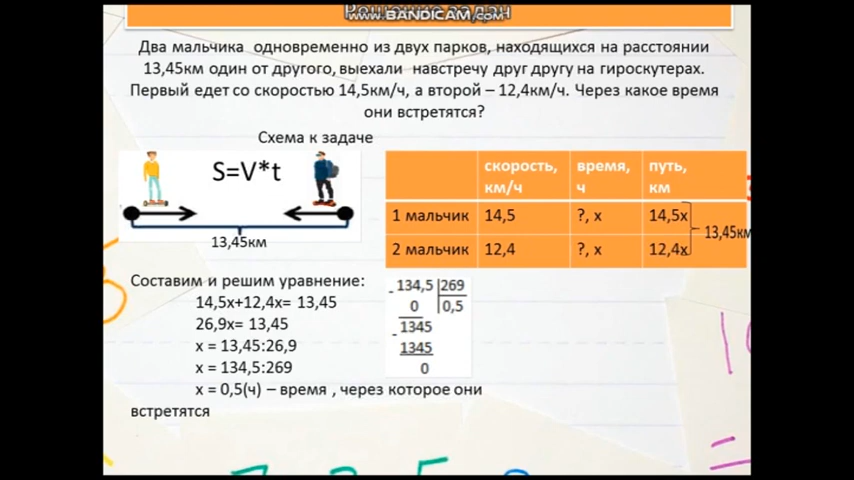 Решение задач
www.BANDICAM.com
Два мальчика одновременно из двух парков, находящихся на расстоянии
13,45км один от другого, выехали навстречу друг другу на гироскутерах.
Первый едет со скоростью 14,5км/ч, а второй – 12,4км/ч. Через какое время
они встретятся?
Схема к задаче
S=V*t
13,45км
скорость, км/ч время, ч путь, км
1 мальчик 14,5 ?, х 14,5х
2 мальчик 12,4 ?, х 12,4х
13,45км
Составим и решим уравнение:
14,5х+12,4х= 13,45
26,9х= 13,45
х = 13,45:26,9
х = 134,5:269
х = 0,5(ч) – время , через которое они
встретятся
- 134,5 269
0 0,5
- 1345
1345
0